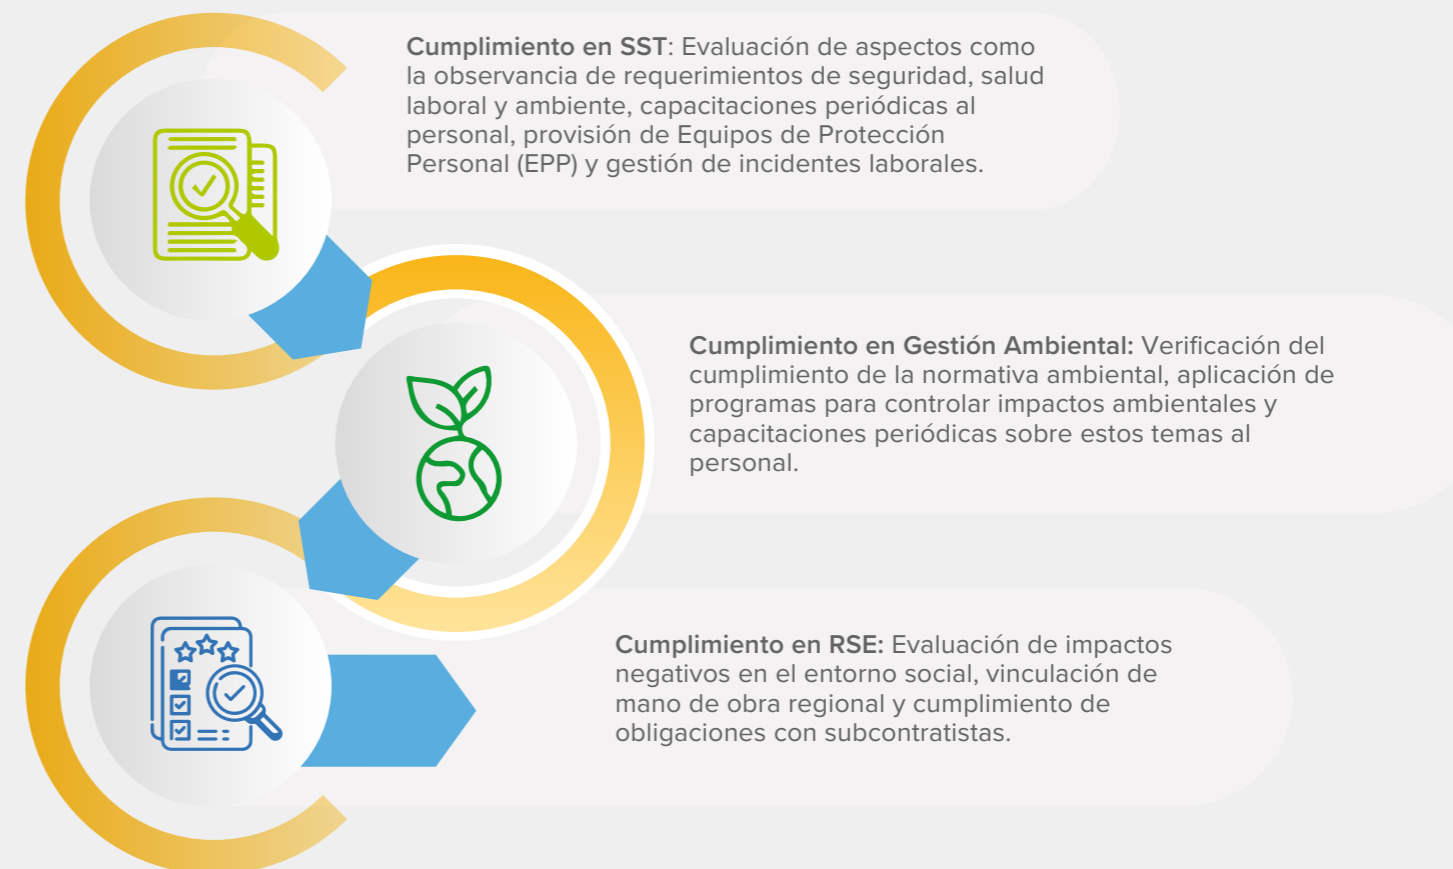 Cumplimiento en SST: Evaluación de aspectos como
la observancia de requerimientos de seguridad, salud
laboral y ambiente, capacitaciones periódicas al
personal, provisión de Equipos de Protección
Personal (EPP) y gestión de incidentes laborales.
Cumplimiento en Gestión Ambiental: Verificación del
cumplimiento de la normativa ambiental, aplicación de
programas para controlar impactos ambientales y
capacitaciones periódicas sobre estos temas al
personal.
Cumplimiento en RSE: Evaluación de impactos
negativos en el entorno social, vinculación de
mano de obra regional y cumplimiento de
obligaciones con subcontratistas.